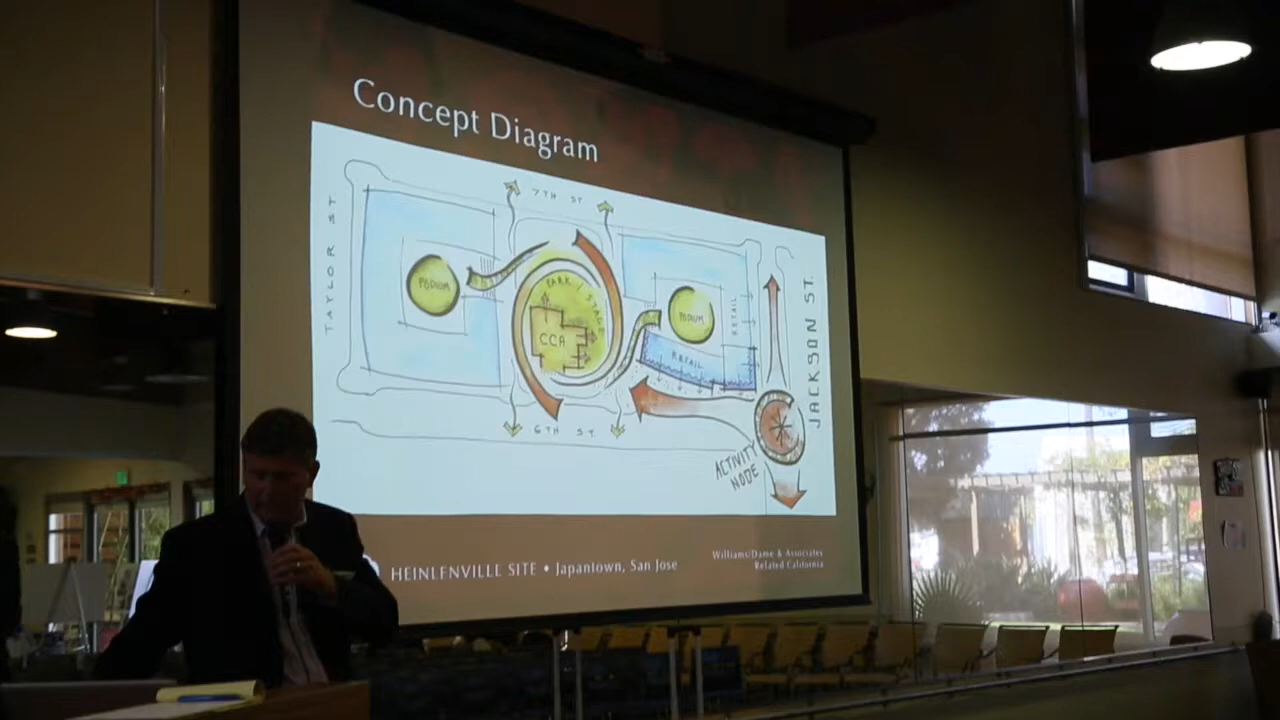 Concept Diagram
TAYLOR ST
7TH ST
PODIUM
PARK / STAGE
CCA
PODIUM
RETAIL
RETAIL
JACKSON ST.
6TH ST.
ACTIVITY
NODE
HEINLENVILLE SITE • Japantown, San Jose
Williams/Dame & Associates
Related California